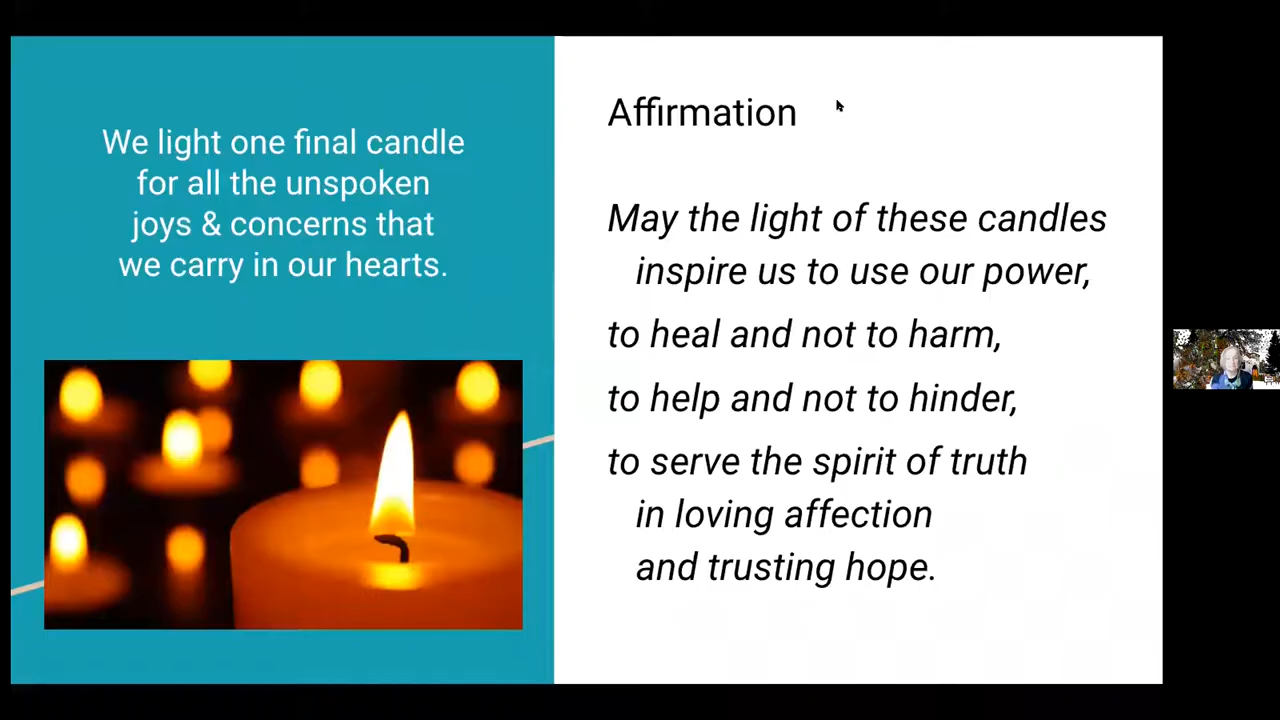 We light one final candle
for all the unspoken
joys & concerns that
we carry in our hearts.
Affirmation
May the light of these candles
inspire us to use our power,
to heal and not to harm,
to help and not to hinder,
to serve the spirit of truth
in loving affection
and trusting hope.